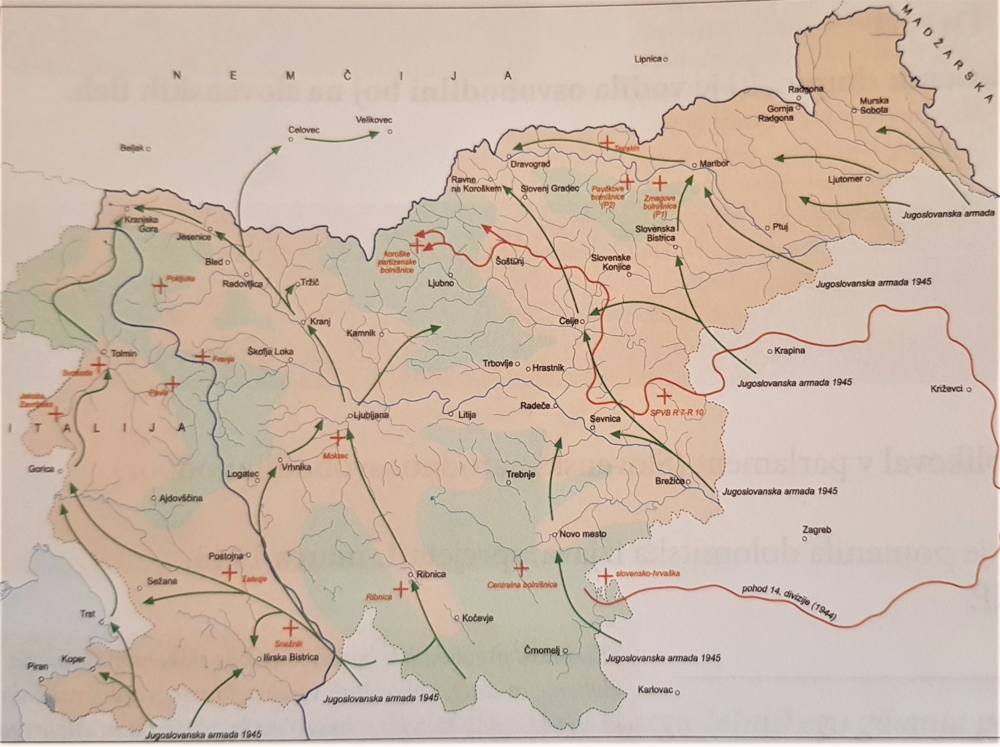 MADŽARSKA
NEMČIJA
ITALIJA
Lipnica
Radgona
Gornja
Radgona
Murska
Sobota
Velikovec
Celovec
Beljak
Dravograd
Maribor
Ljutomer
Ravne
na Koroškem
Slovenj Gradec
Pavčkove
bolnišnice
(P2)
Zmagove
bolnišnice
(P1)
Jugoslovanska armada
Kranjska
Gora
Jesenice
Slovenska
Bistrica
Ptuj
koroške
partizanske
bolnišnice
Šoštanj
Slovenske
Konjice
Bled
Radovljica
Pokljuka
Tržič
Ljubno
Jugoslovanska armada 1945
Kranj
Kamnik
Celje
Tolmin
Škofja Loka
Franja
Trbovlje
Hrastnik
Krapina
Jugoslovanska armada 1945
Križevci
Svoboda
Pavla
Radeče
SPVB R 7-R 10
Ljubljana
Litija
Sevnica
Mokrec
Gorica
Vrhnika
Logatec
Trebnje
Brežice
Jugoslovanska armada 1945
Ajdovščina
Novo mesto
Zagreb
Postojna
Ribnica
Sežana
Centralna bolnišnica
slovensko-hrvaška
pohod 14. divizije (1944)
Ribnica
Trst
Kočevje
Snežnik
Ilirska Bistrica
Črnomelj
Jugoslovanska armada 1945
Koper
Piran
Karlovac
Jugoslovanska armada 1945
Jugoslovanska armada 1945